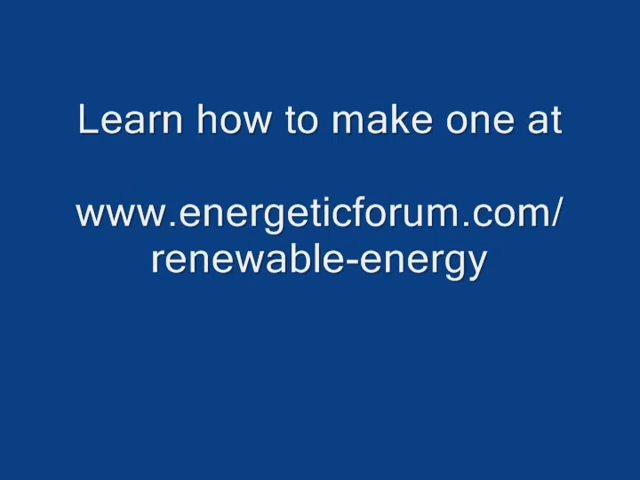 Learn how to make one at
www.energeticforum.com/
renewable-energy